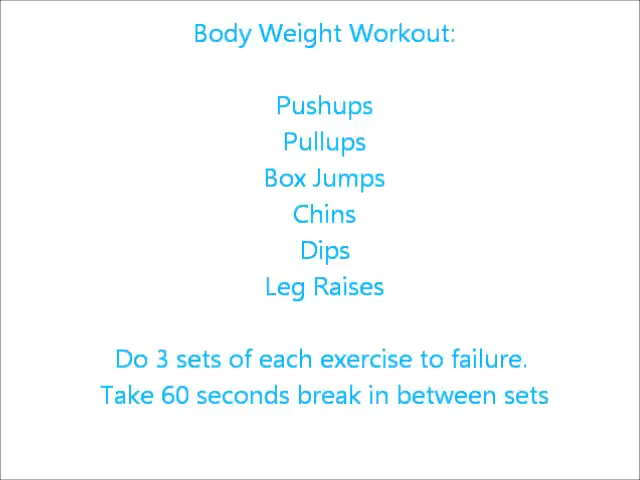 Body Weight Workout:
Pushups
Pullups
Box Jumps
Chins
Dips
Leg Raises
Do 3 sets of each exercise to failure.
Take 60 seconds break in between sets